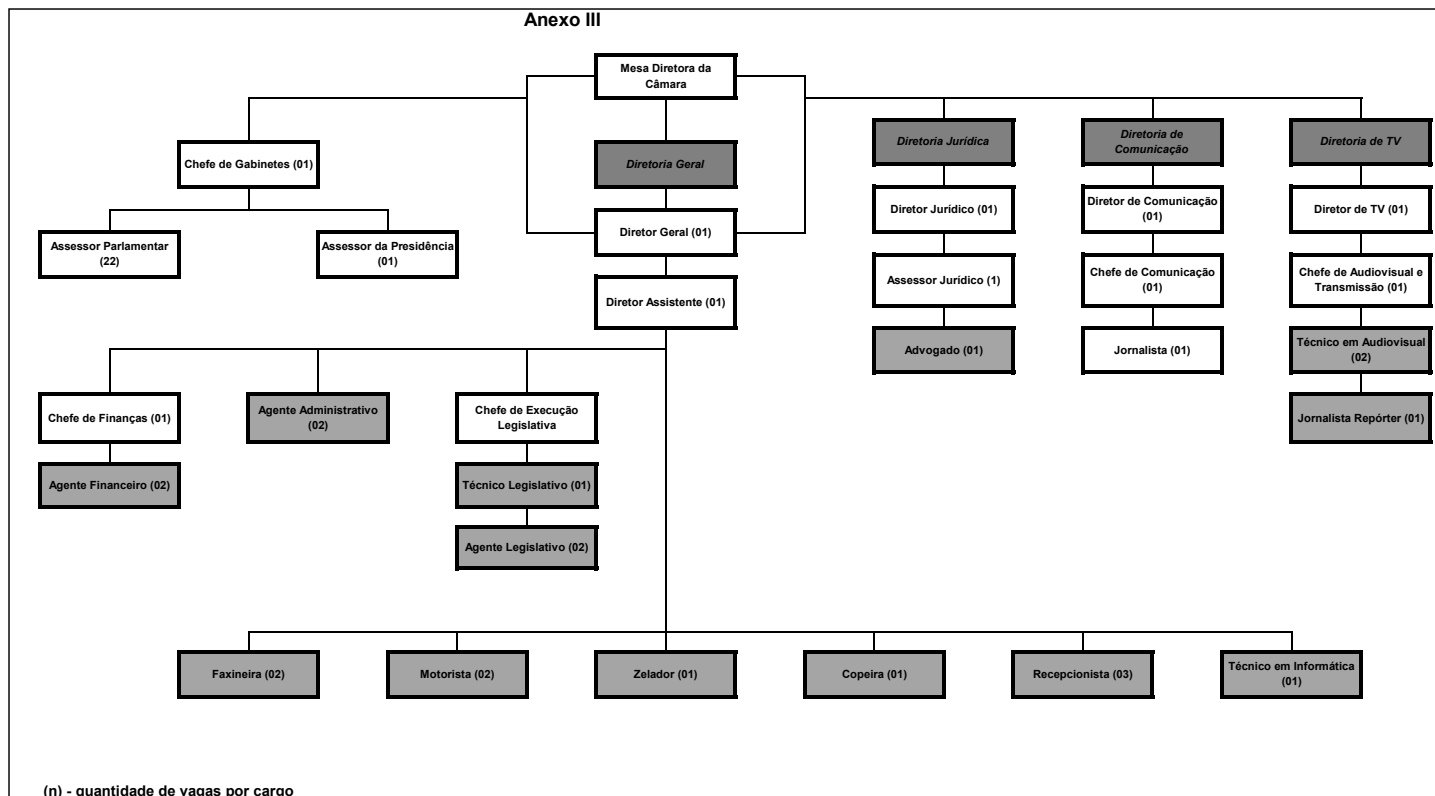 Anexo III
Mesa Diretora da
Câmara
Chefe de Gabinetes (01)
Diretoria Geral
Diretoria Jurídica
Diretoria de
Comunicação
Diretoria de TV
Assessor Parlamentar
(22)
Assessor da Presidência
(01)
Diretor Geral (01)
Diretor Jurídico (01)
Diretor de Comunicação
(01)
Diretor de TV (01)
Diretor Assistente (01)
Assessor Jurídico (1)
Chefe de Comunicação
(01)
Chefe de Audiovisual e
Transmissão (01)
Advogado (01)
Jornalista (01)
Técnico em Audiovisual
(02)
Chefe de Finanças (01)
Agente Administrativo
(02)
Chefe de Execução
Legislativa
Jornalista Repórter (01)
Agente Financeiro (02)
Técnico Legislativo (01)
Agente Legislativo (02)
Faxineira (02)
Motorista (02)
Zelador (01)
Copeira (01)
Recepcionista (03)
Técnico em Informática
(01)
(n) - quantidade de vagas por cargo